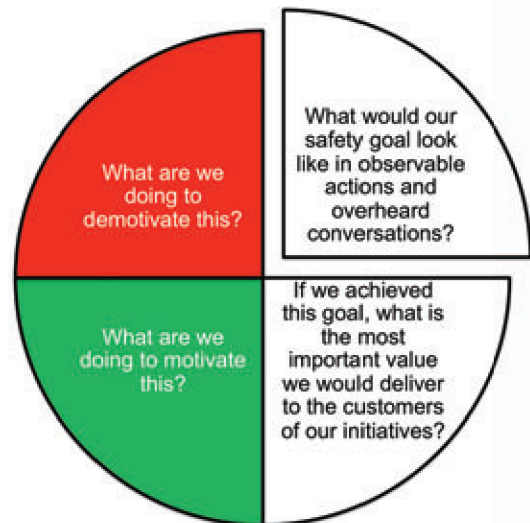 What would our
safety goal look
like in observable
actions and
overheard
conversations?
What are we
doing to
demotivate this?
If we achieved
this goal, what is
the most
important value
we would deliver
to the customers
of our initiatives?
What are we
doing to motivate
this?